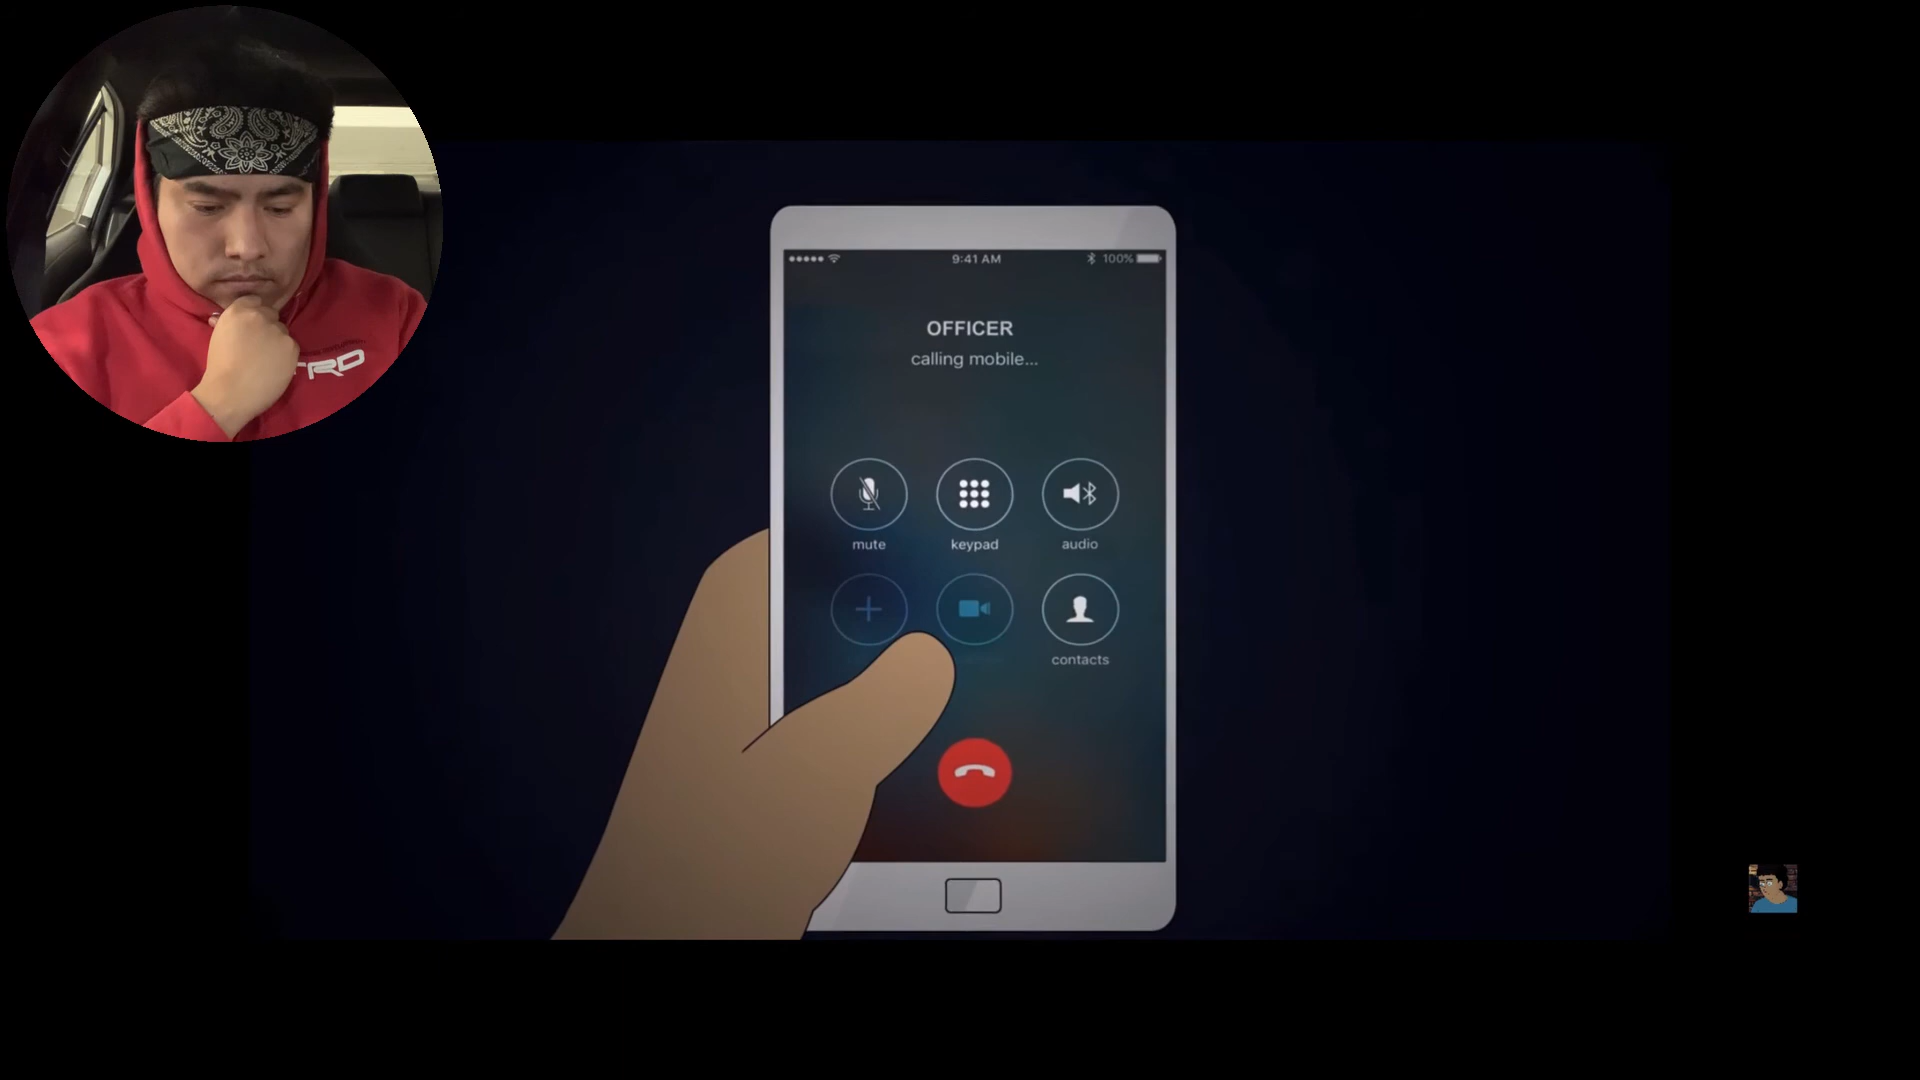 9:41 AM
100%
OFFICER
calling mobile...
mute
keypad
audio
contacts
TRD